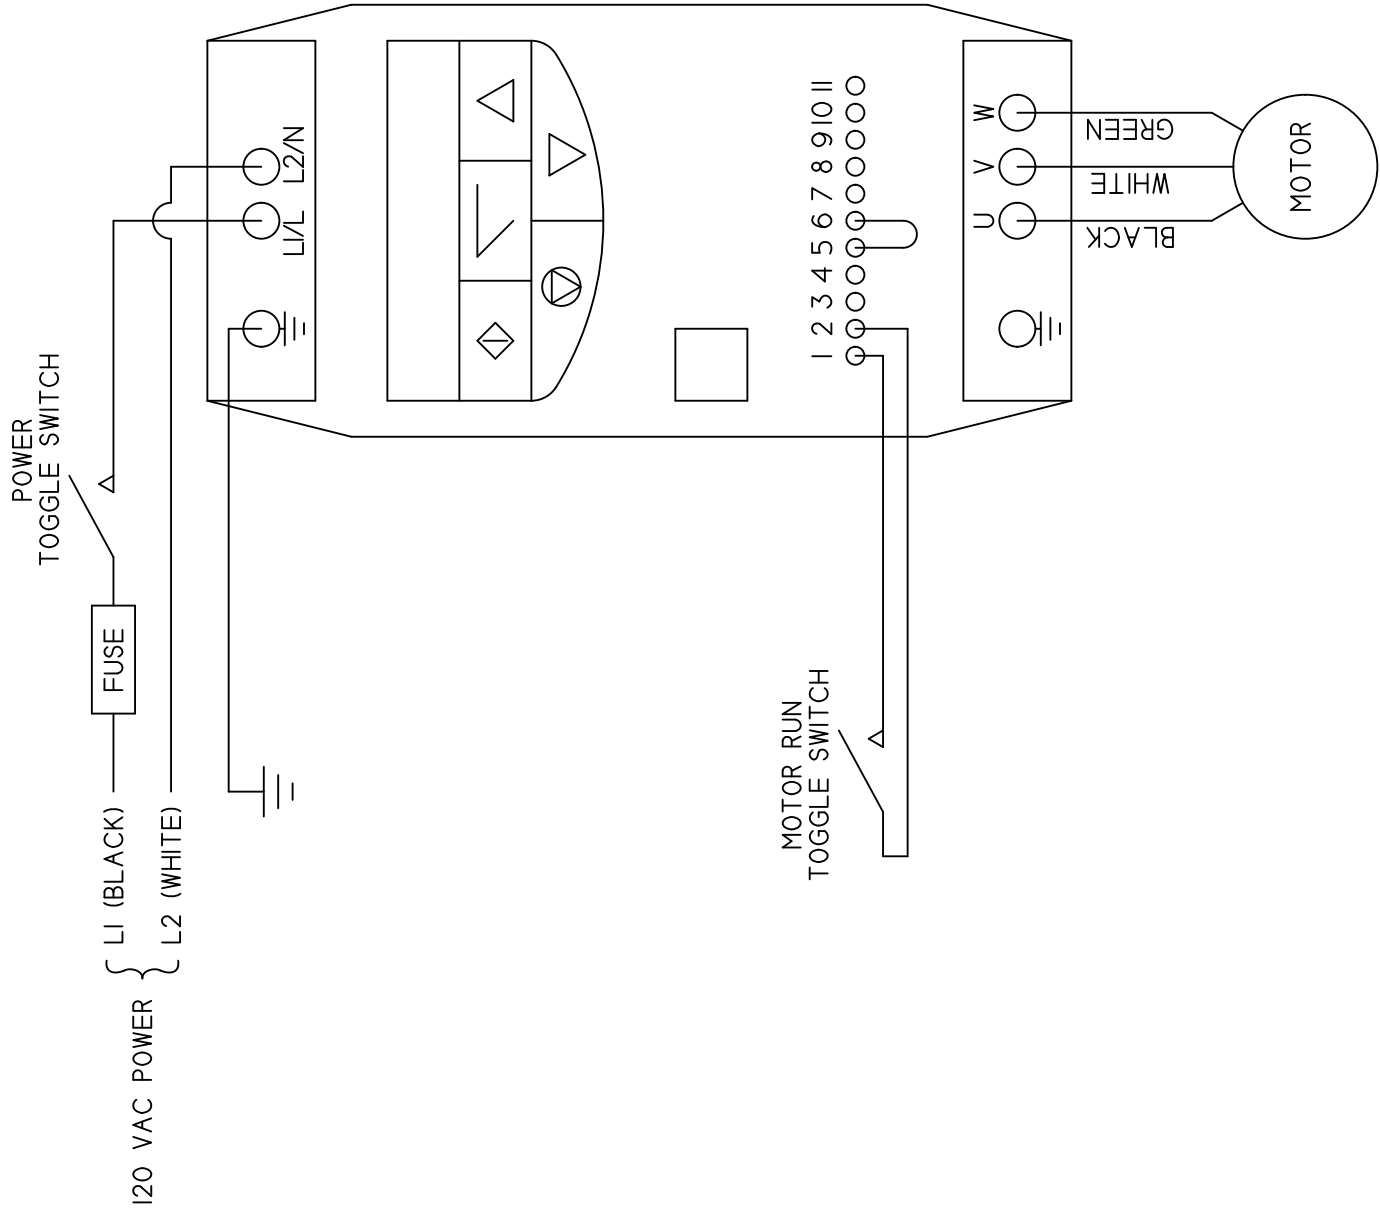 120 VAC POWER
L1 (BLACK)
L2 (WHITE)
FUSE
POWER
TOGGLE SWITCH
L1/L
L2/N
MOTOR RUN
TOGGLE SWITCH
1 2 3 4 5 6 7 8 9 10 11
U
V
W
BLACK
WHITE
GREEN
MOTOR